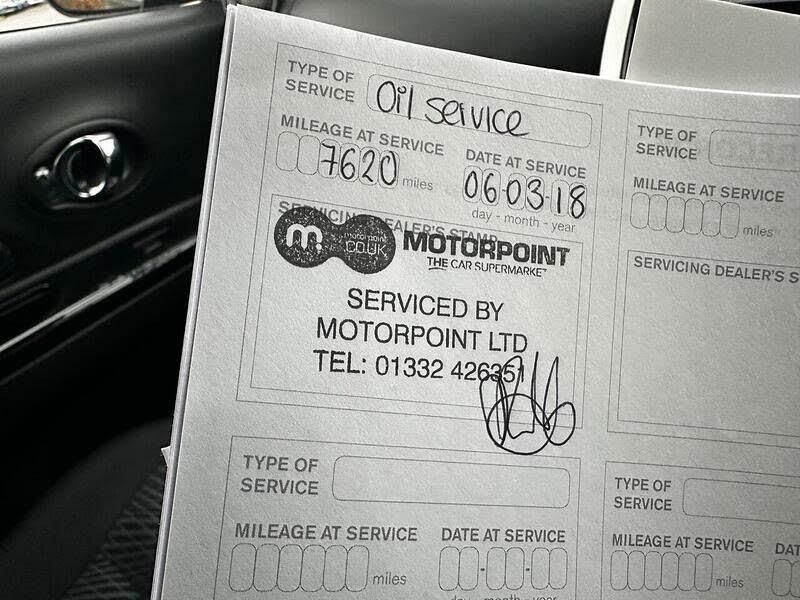 TYPE OF SERVICE Oil service
MILEAGE AT SERVICE
7620 miles
DATE AT SERVICE
06 03 18
day - month - year
SERVICING DEALER'S STAMP
m. motorpoint .co.uk
MOTORPOINT
THE CAR SUPERMARKET
SERVICED BY
MOTORPOINT LTD
TEL: 01332 426351
TYPE OF SERVICE
MILEAGE AT SERVICE
miles
SERVICING DEALER'S S
TYPE OF SERVICE
MILEAGE AT SERVICE
miles
DATE AT SERVICE
day - month - year
TYPE OF SERVICE
MILEAGE AT SERVICE
miles
DAT